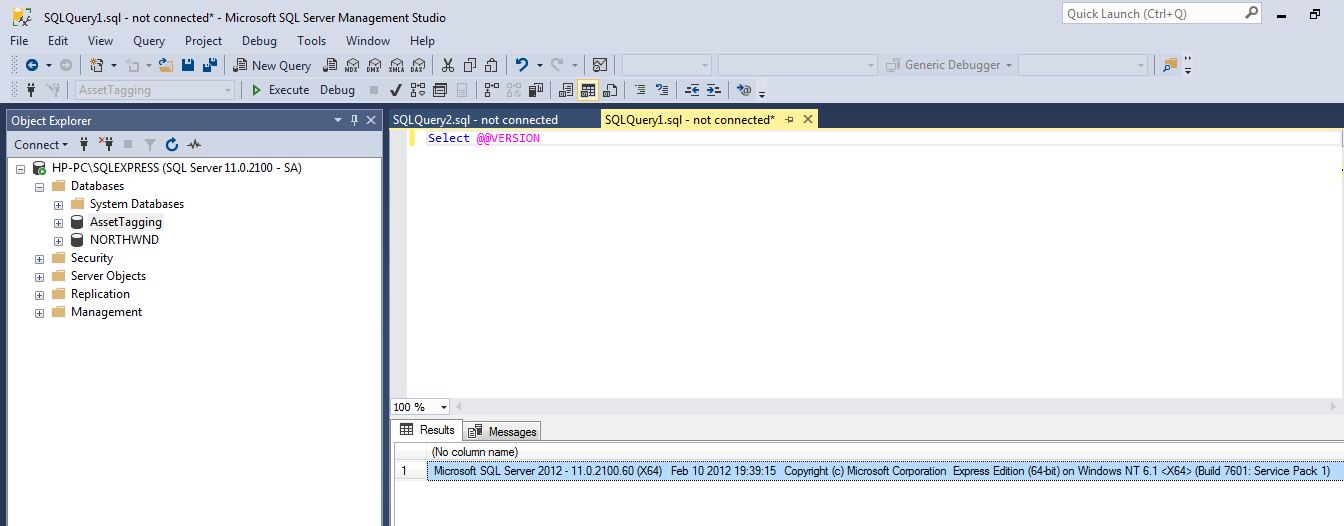 SQLQuery1.sql - not connected* - Microsoft SQL Server Management Studio
Quick Launch (Ctrl+Q)
File Edit View Query Project Debug Tools Window Help
New Query MDX DMX XMLA DAX Generic Debugger
AssetTagging Execute Debug
Object Explorer
SQLQuery2.sql - not connected SQLQuery1.sql - not connected*
Connect
Select @@VERSION
HP-PC\SQLEXPRESS (SQL Server 11.0.2100 - SA)
Databases
System Databases
AssetTagging
NORTHWND
Security
Server Objects
Replication
Management
100 %
Results Messages
(No column name)
1 Microsoft SQL Server 2012 - 11.0.2100.60 (X64) Feb 10 2012 19:39:15 Copyright (c) Microsoft Corporation Express Edition (64-bit) on Windows NT 6.1 <X64> (Build 7601: Service Pack 1)